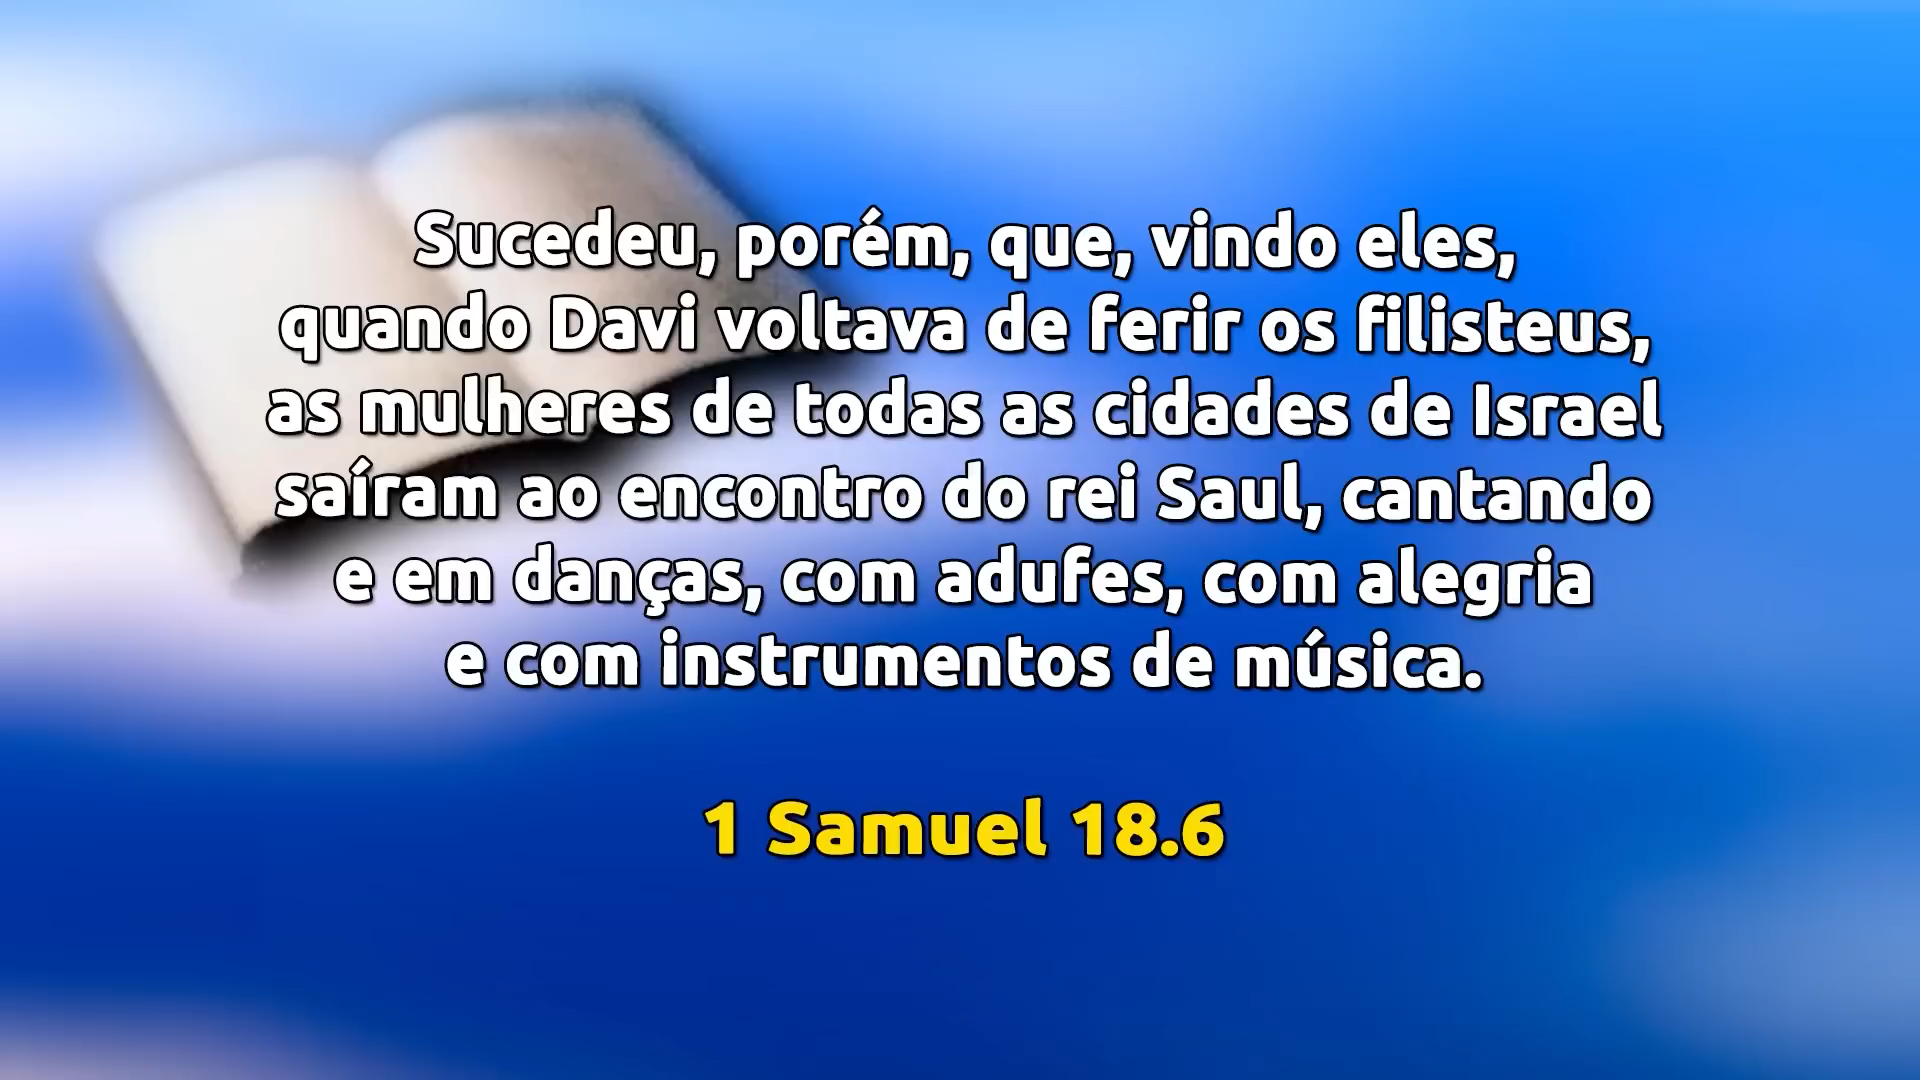 Sucedeu, porém, que, vindo eles,
quando Davi voltava de ferir os filisteus,
as mulheres de todas as cidades de Israel
saíram ao encontro do rei Saul, cantando
e em danças, com adufes, com alegria
e com instrumentos de música.
1 Samuel 18.6